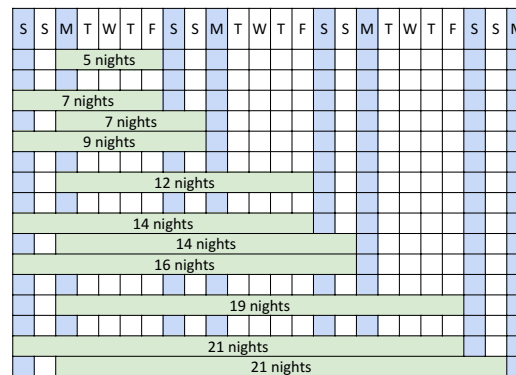 S S M T W T F S S M T W T F S S M T W T F S S M
5 nights
7 nights
7 nights
9 nights
12 nights
14 nights
14 nights
16 nights
19 nights
21 nights
21 nights